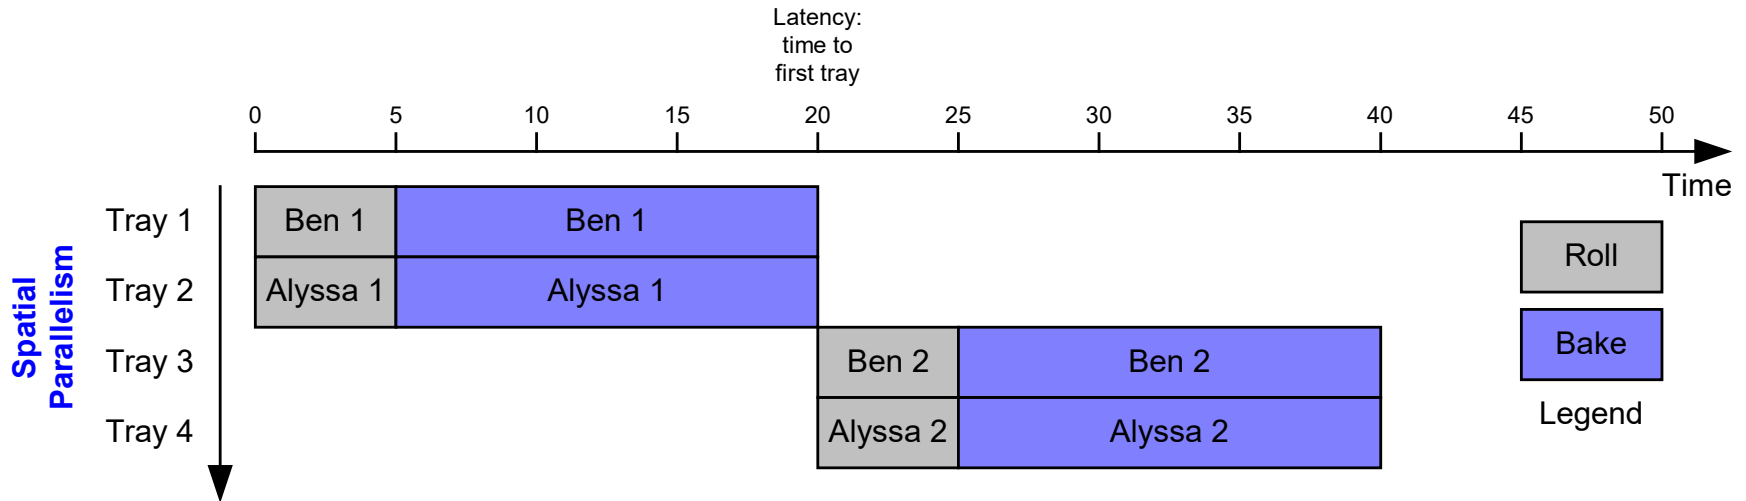 Latency:
time to
first tray
0 5 10 15 20 25 30 35 40 45 50
Time
Spatial
Parallelism
Tray 1 Ben 1 Ben 1
Tray 2 Alyssa 1 Alyssa 1
Tray 3 Ben 2 Ben 2
Tray 4 Alyssa 2 Alyssa 2
Roll
Bake
Legend